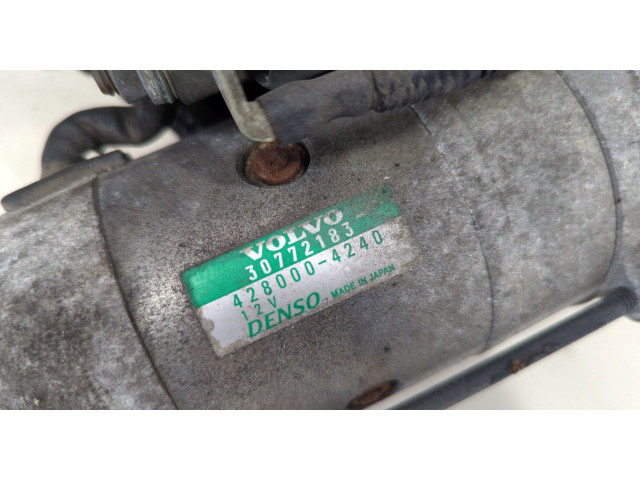 VOLVO
30772183
428000-4240
12V
DENSO MADE IN JAPAN